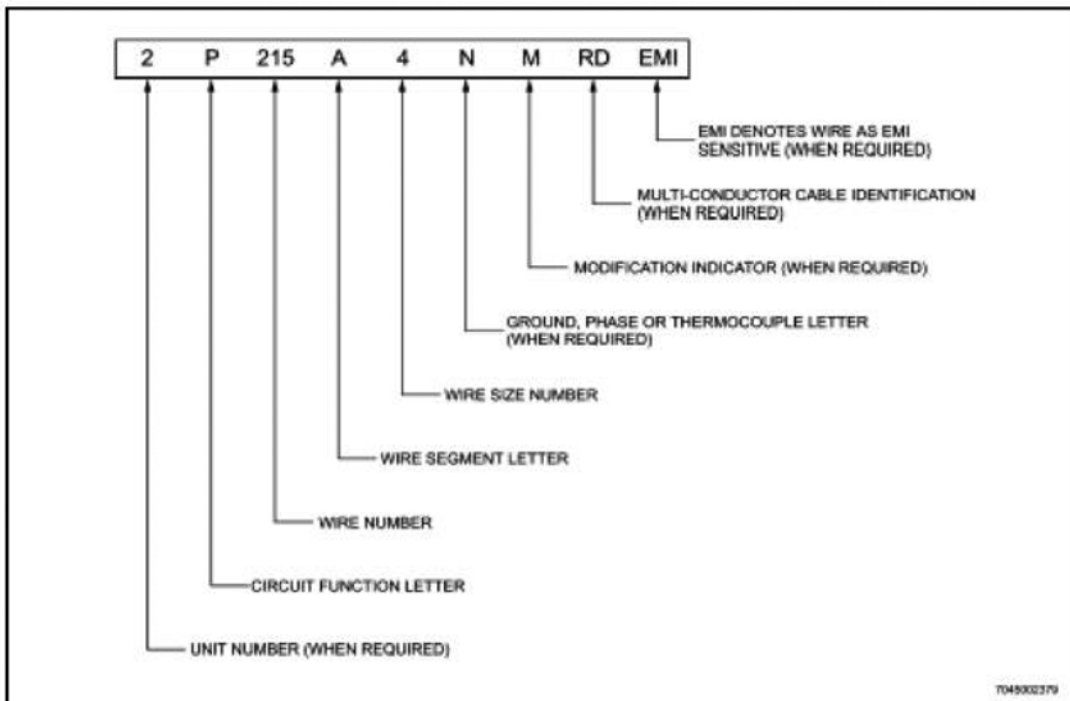 2 P 215 A 4 N M RD EMI
EMI DENOTES WIRE AS EMI
SENSITIVE (WHEN REQUIRED)
MULTI-CONDUCTOR CABLE IDENTIFICATION
(WHEN REQUIRED)
MODIFICATION INDICATOR (WHEN REQUIRED)
GROUND, PHASE OR THERMOCOUPLE LETTER
(WHEN REQUIRED)
WIRE SIZE NUMBER
WIRE SEGMENT LETTER
WIRE NUMBER
CIRCUIT FUNCTION LETTER
UNIT NUMBER (WHEN REQUIRED)